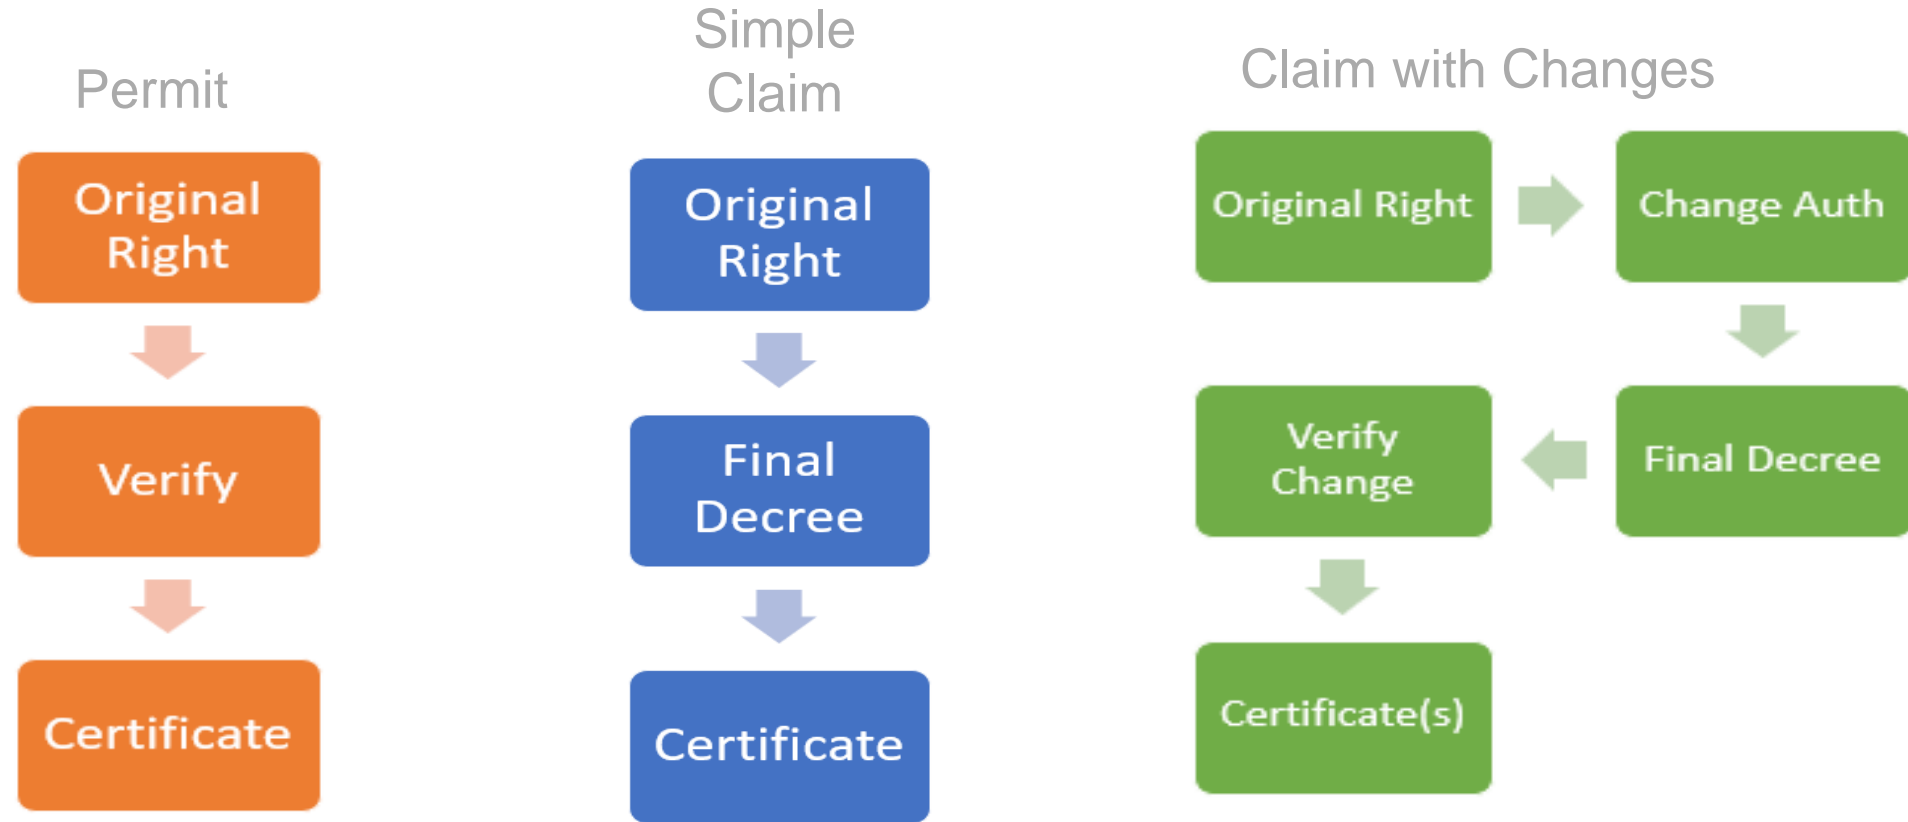 Permit
Original
Right
Verify
Certificate
Simple
Claim
Original
Right
Final
Decree
Certificate
Claim with Changes
Original Right
Change Auth
Final Decree
Verify
Change
Certificate(s)